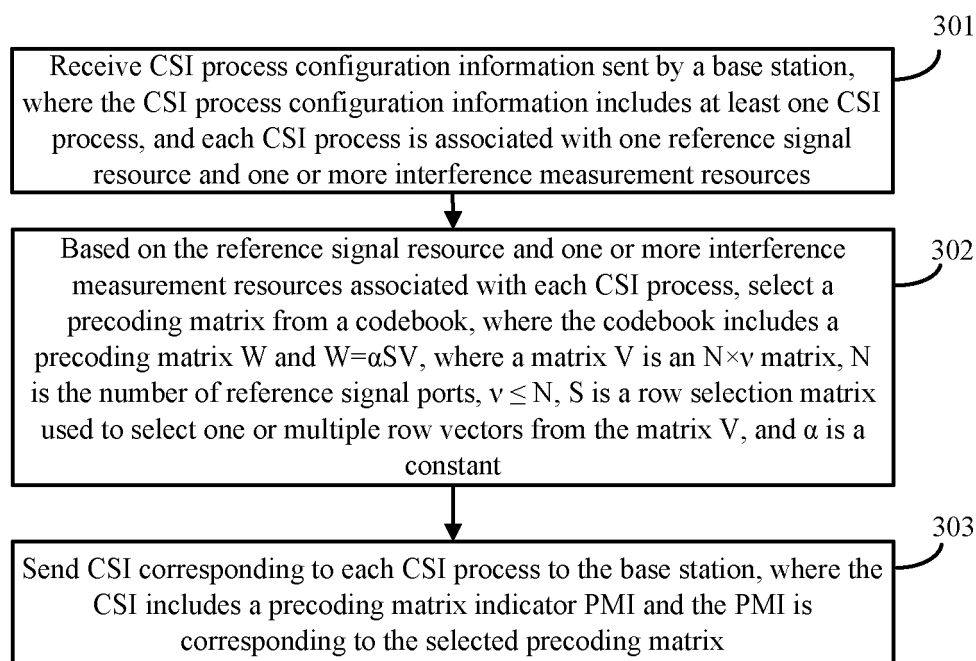 301
Receive CSI process configuration information sent by a base station,
where the CSI process configuration information includes at least one CSI
process, and each CSI process is associated with one reference signal
resource and one or more interference measurement resources
302
Based on the reference signal resource and one or more interference
measurement resources associated with each CSI process, select a
precoding matrix from a codebook, where the codebook includes a
precoding matrix W and W=αSV, where a matrix V is an N×ν matrix, N
is the number of reference signal ports, ν ≤ N, S is a row selection matrix
used to select one or multiple row vectors from the matrix V, and α is a
constant
303
Send CSI corresponding to each CSI process to the base station, where the
CSI includes a precoding matrix indicator PMI and the PMI is
corresponding to the selected precoding matrix